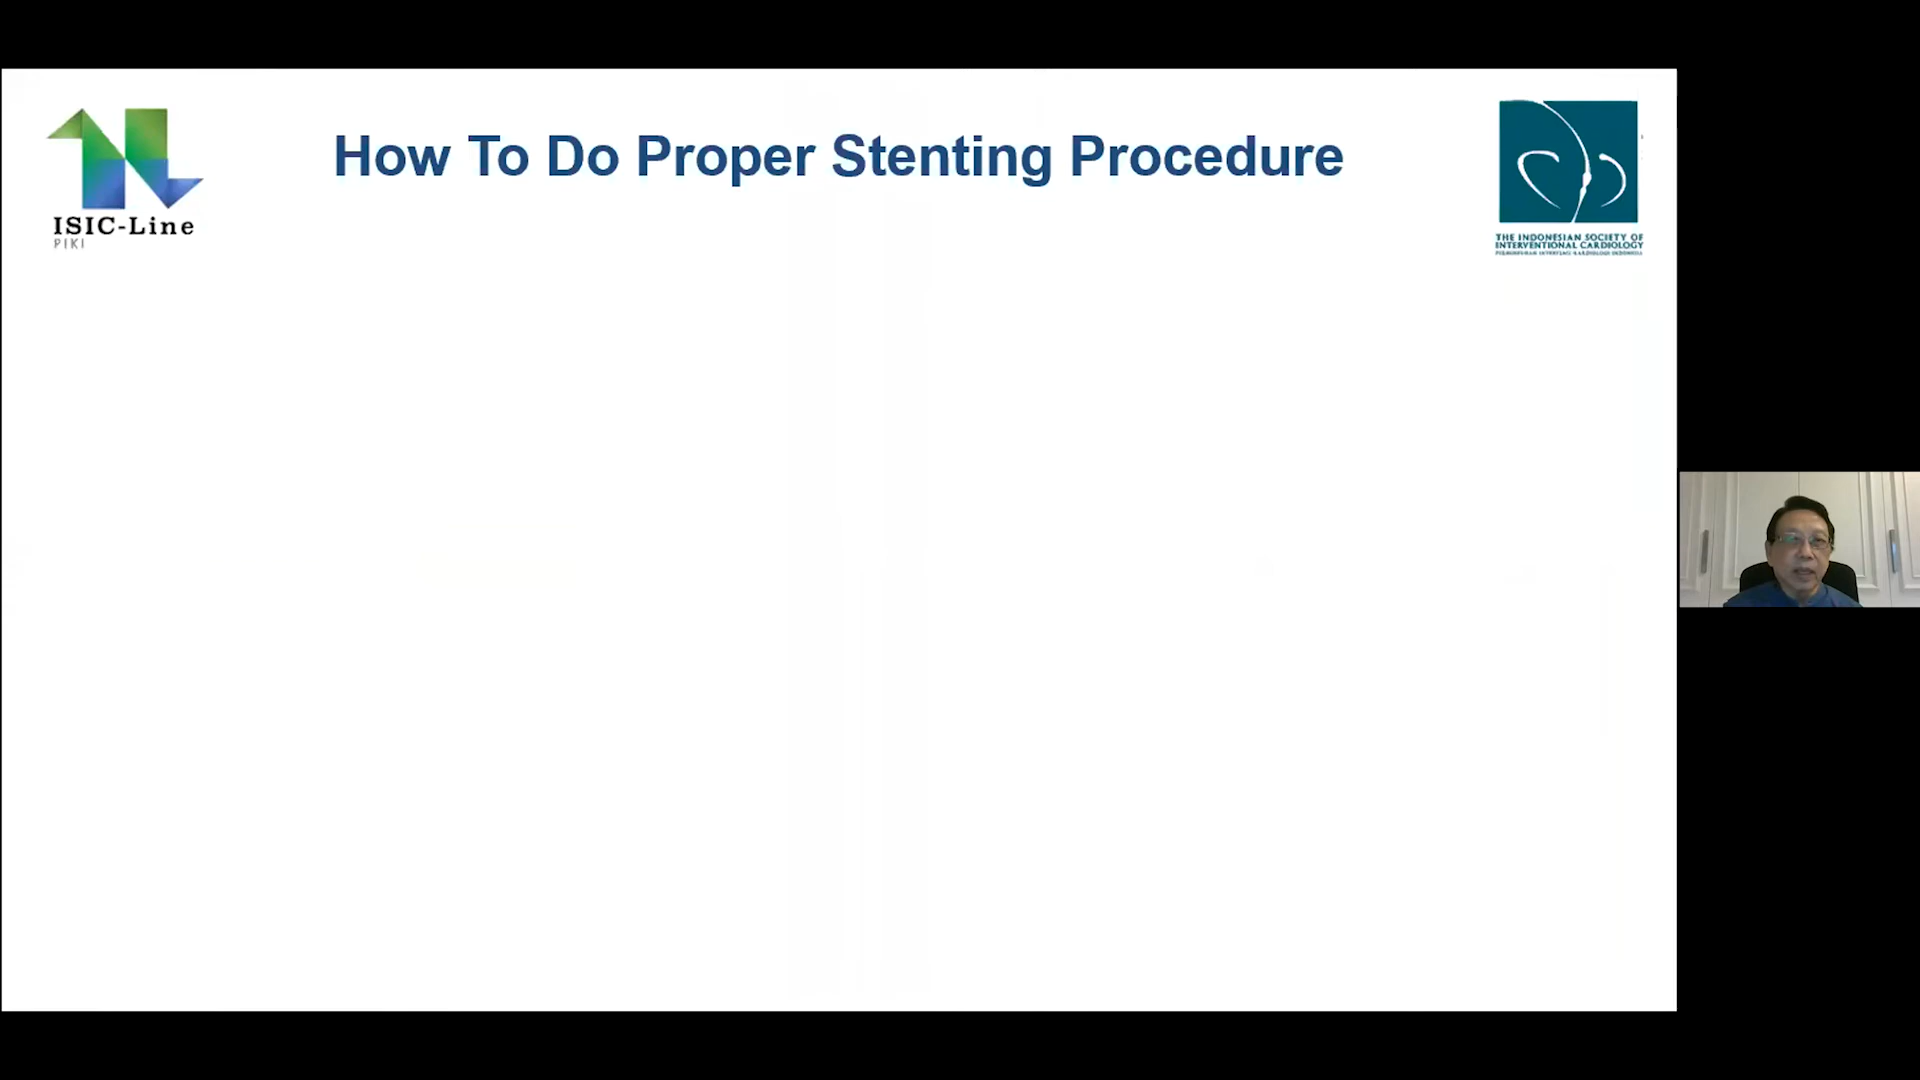 How To Do Proper Stenting Procedure
ISIC-Line
PIKI
THE INDONESIAN SOCIETY OF
INTERVENTIONAL CARDIOLOGY